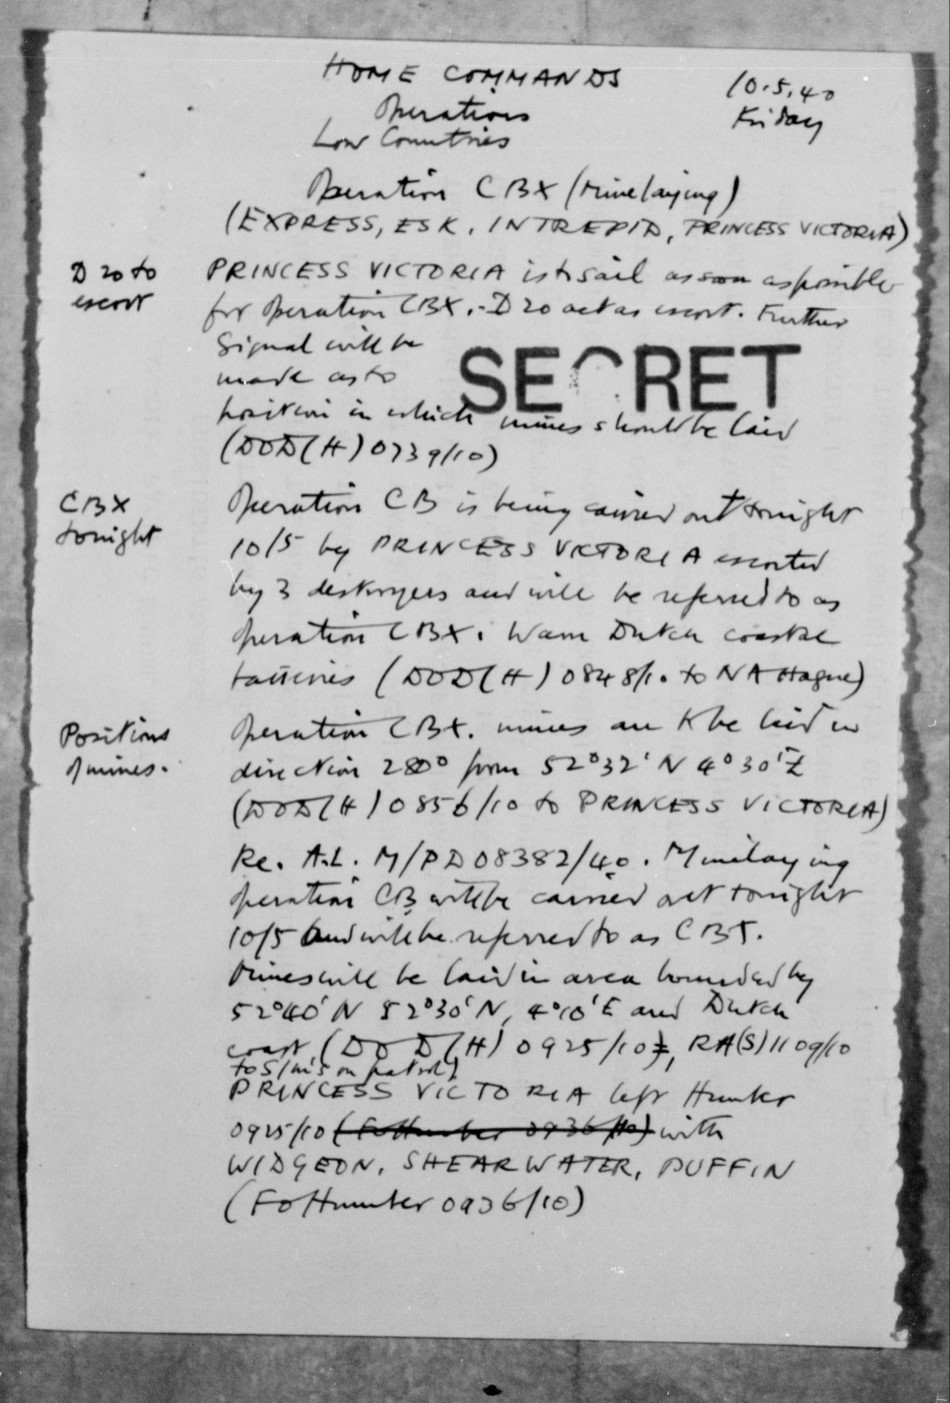 HOME COMMANDS
10.5.40
Operations
Friday
Low Countries
Operation CBX (Minelaying)
(EXPRESS, ESK, INTREPID, PRINCESS VICTORIA)
D 20 to
escort
PRINCESS VICTORIA is to sail as soon as possible
for operation CBX. - D 20 act as escort. Further
Signal will be
made as to
SECRET
position in which mines should be laid
(DOD(H) 0739/10)
CBX
tonight
Operation CB is being carried out tonight
10/5 by PRINCESS VICTORIA escorted
by 3 destroyers and will be referred to as
operation CBX. Warn Dutch coastal
batteries (DOD(H) 0848/10 to NA Hague)
Positions
of mines.
Operation CBX. mines are to be laid in
direction 280° from 52°32'N 4°30'E
(DOD(H) 0856/10 to PRINCESS VICTORIA)
Re. A.L. M/PD 08382/40. Minelaying
operation CB will be carried out tonight
10/5 and will be referred to as CBX.
Mines will be laid in area bounded by
52°40'N 52°30'N, 4°10'E and Dutch
coast (DOD(H) 0925/10), RA(S) 1109/10
to S/m's on patrol)
PRINCESS VICTORIA left Humber
0925/10 (FO Humber 0936/10) with
WIDGEON, SHEARWATER, PUFFIN
(FO Humber 0936/10)